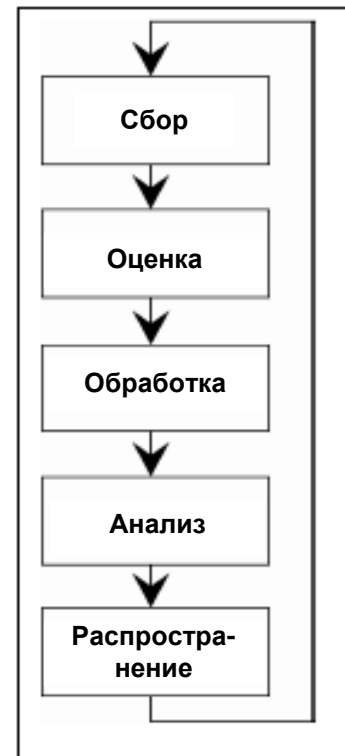 Сбор
Оценка
Обработка
Анализ
Распростра-
нение